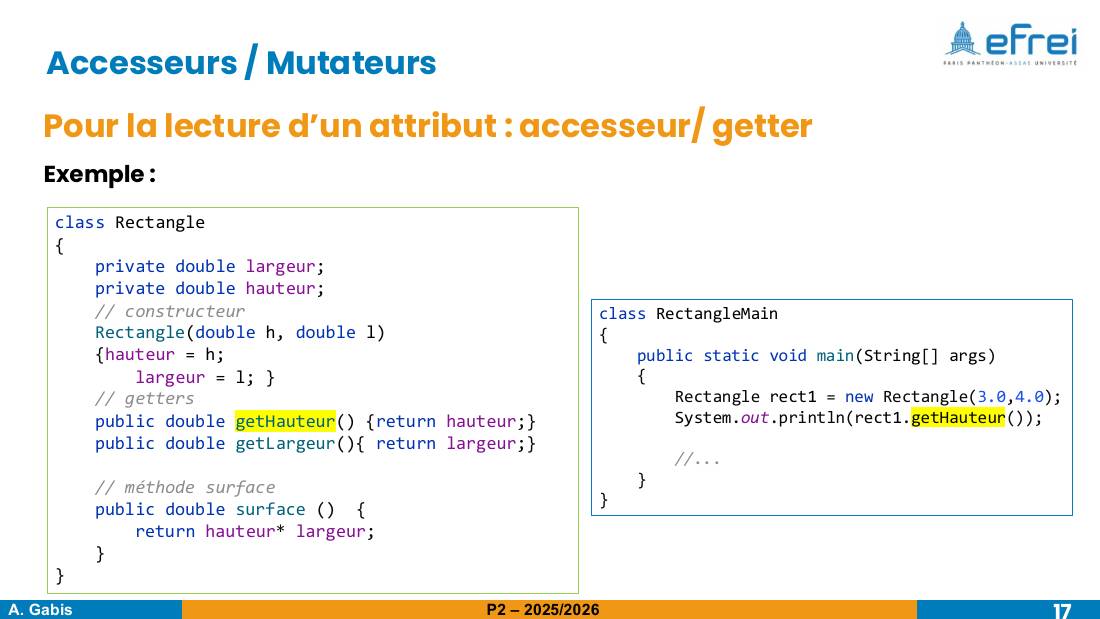 efrei
PARIS PANTHÉON-ASSAS UNIVERSITÉ
Accesseurs / Mutateurs
Pour la lecture d’un attribut : accesseur/ getter
Exemple :
class Rectangle
{
    private double largeur;
    private double hauteur;
    // constructeur
    Rectangle(double h, double l)
    {hauteur = h;
        largeur = l; }
    // getters
    public double getHauteur() {return hauteur;}
    public double getLargeur(){ return largeur;}
    // méthode surface
    public double surface ()  {
        return hauteur* largeur;
    }
}
class RectangleMain
{
    public static void main(String[] args)
    {
        Rectangle rect1 = new Rectangle(3.0,4.0);
        System.out.println(rect1.getHauteur());
        //...
    }
}
A. Gabis
P2 – 2025/2026
17